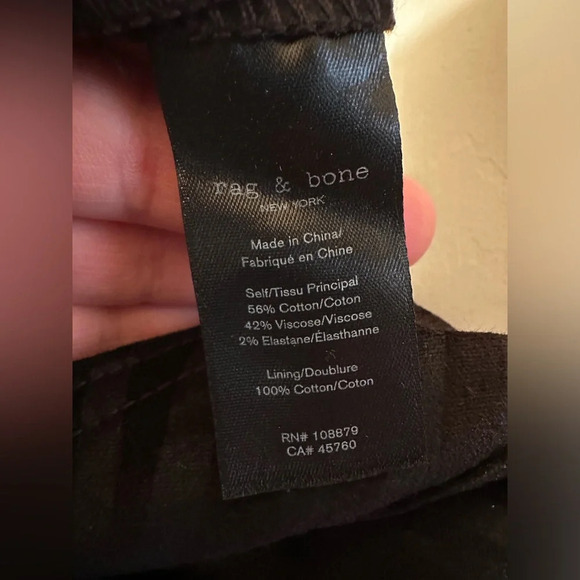 rag & bone
NEW YORK
Made in China/
Fabriqué en Chine
Self/Tissu Principal
56% Cotton/Coton
42% Viscose/Viscose
2% Elastane/Élasthanne
Lining/Doublure
100% Cotton/Coton
RN# 108879
CA# 45760